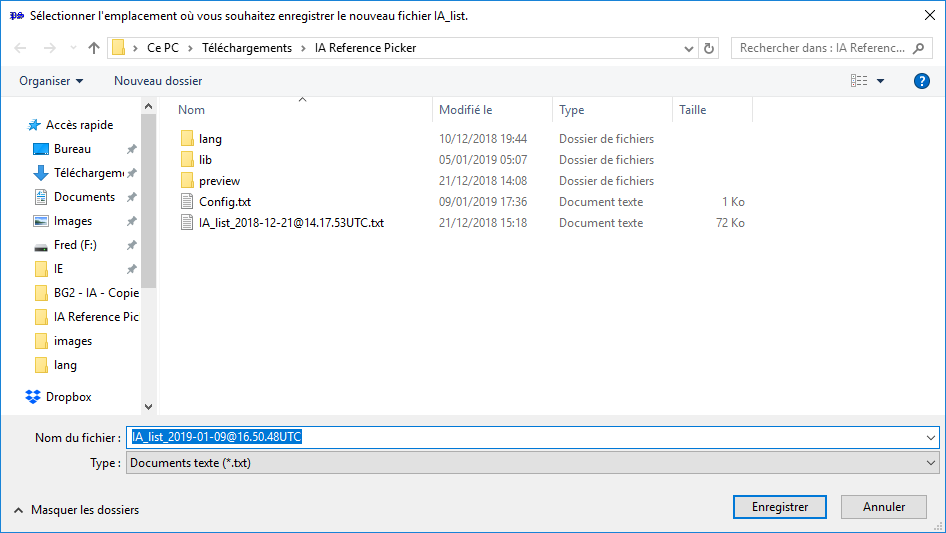 Sélectionner l'emplacement où vous souhaitez enregistrer le nouveau fichier IA_list.
Ce PC > Téléchargements > IA Reference Picker
Rechercher dans : IA Referenc...
Organiser
Nouveau dossier
?
Nom Modifié le Type Taille
Accès rapide
Bureau
Téléchargem
Documents
Images
Fred (F:)
IE
BG2 - IA - Copie
IA Reference Pic
images
lang
Dropbox
lang 10/12/2018 19:44 Dossier de fichiers
lib 05/01/2019 05:07 Dossier de fichiers
preview 21/12/2018 14:08 Dossier de fichiers
Config.txt 09/01/2019 17:36 Document texte 1 Ko
IA_list_2018-12-21@14.17.53UTC.txt 21/12/2018 15:18 Document texte 72 Ko
Nom du fichier : IA_list_2019-01-09@16.50.48UTC
Type : Documents texte (*.txt)
Masquer les dossiers
Enregistrer
Annuler